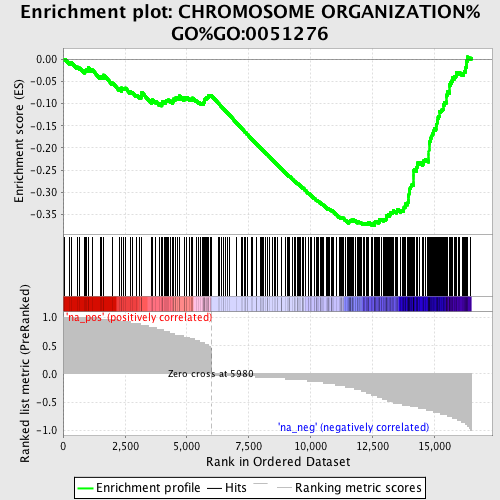 Enrichment plot: CHROMOSOME ORGANIZATION%
GO%GO:0051276
Enrichment score (ES)
0.00
-0.05
-0.10
-0.15
-0.20
-0.25
-0.30
-0.35
Ranked list metric (PreRanked)
1.0
0.5
0.0
-0.5
-1.0
'na_pos' (positively correlated)
Zero cross at 5980
'na_neg' (negatively correlated)
0
2,500
5,000
7,500
10,000
12,500
15,000
Rank in Ordered Dataset
Enrichment profile
Hits
Ranking metric scores